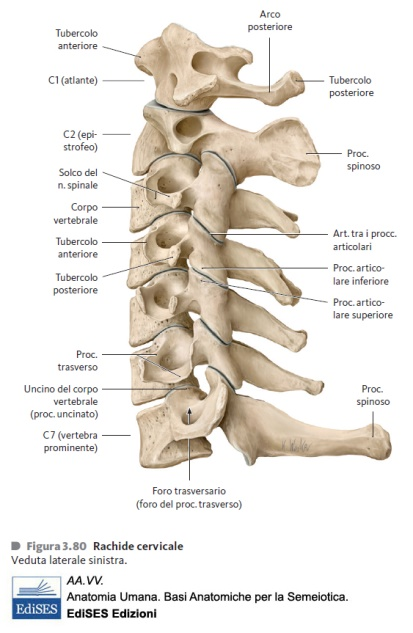 Arco
posteriore
Tubercolo
anteriore
C1 (atlante)
Tubercolo
posteriore
C2 (epi-
strofeo)
Proc.
spinoso
Solco del
n. spinale
Corpo
vertebrale
Art. tra i procc.
articolari
Tubercolo
anteriore
Proc. artico-
lare inferiore
Tubercolo
posteriore
Proc. artico-
lare superiore
Proc.
trasverso
Uncino del corpo
vertebrale
(proc. uncinato)
Proc.
spinoso
C7 (vertebra
prominente)
Foro trasversario
(foro del proc. trasverso)
Figura 3.80 Rachide cervicale
Veduta laterale sinistra.
AA.VV.
Anatomia Umana. Basi Anatomiche per la Semeiotica.
EdiSES Edizioni
EdiSES